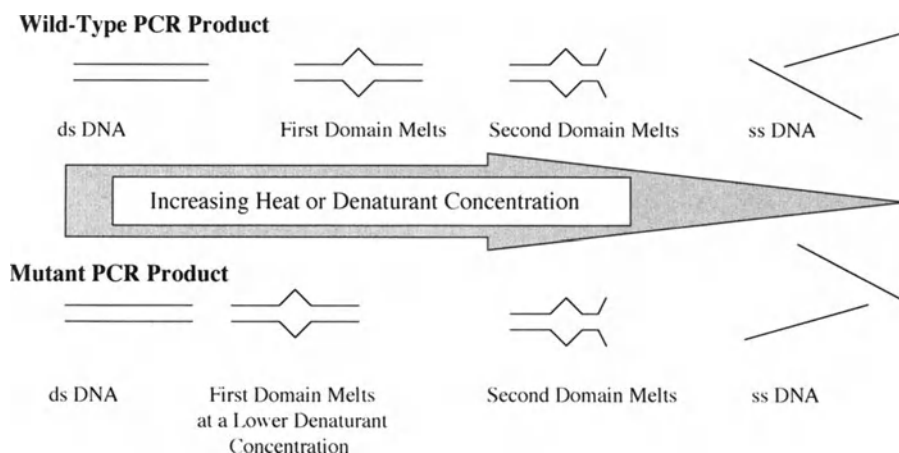 Wild-Type PCR Product
ds DNA
First Domain Melts
Second Domain Melts
ss DNA
Increasing Heat or Denaturant Concentration
Mutant PCR Product
ds DNA
First Domain Melts
at a Lower Denaturant
Concentration
Second Domain Melts
ss DNA